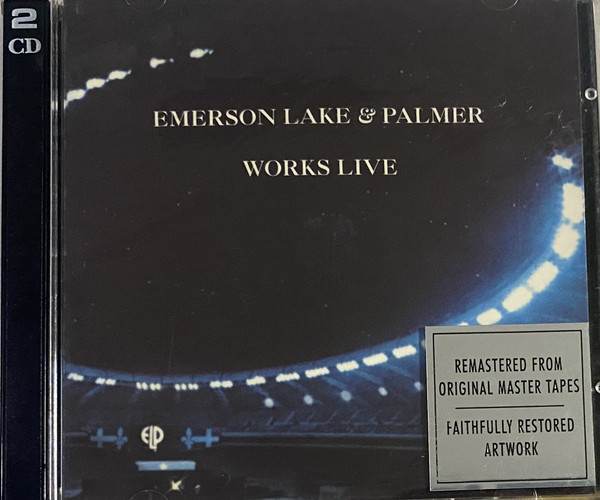 2
CD
EMERSON LAKE & PALMER
WORKS LIVE
REMASTERED FROM
ORIGINAL MASTER TAPES
FAITHFULLY RESTORED
ARTWORK
ELP